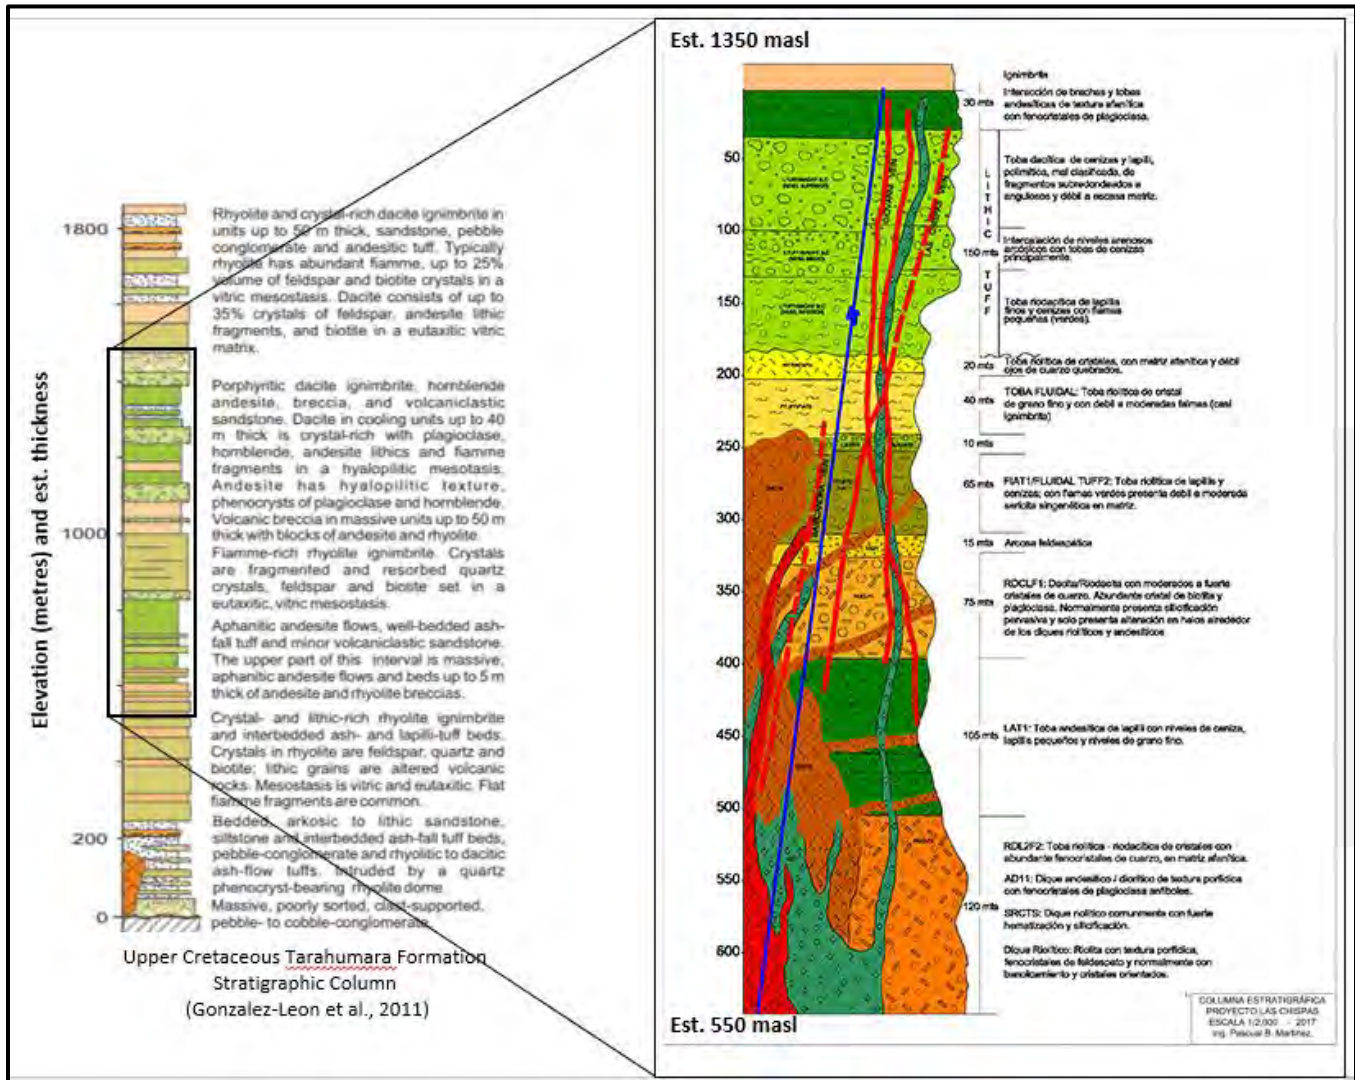 Est. 1350 masl
Elevation (metres) and est. thickness
1800
1000
200
0
Rhyolite and crystal-rich dacite ignimbrite in
units up to 50 m thick, sandstone, pebble
conglomerate and andesitic tuff. Typically
rhyolite has abundant fiamme, up to 25%
volume of feldspar and biotite crystals in a
vitric mesostasis. Dacite consists of up to
35% crystals of feldspar, andesite lithic
fragments, and biotite in a eutaxitic vitric
matrix.
Porphyritic dacite ignimbrite, hornblende
andesite, breccia, and volcaniclastic
sandstone. Dacite in cooling units up to 40
m thick is crystal-rich with plagioclase,
hornblende, andesite lithics and fiamme
fragments in a hyalopilitic mesotasis.
Andesite has hyalopilitic texture,
phenocrysts of plagioclase and hornblende.
Volcanic breccia in massive units up to 50 m
thick with blocks of andesite and rhyolite.
Fiamme-rich rhyolite ignimbrite. Crystals
are fragmented and resorbed quartz
crystals, feldspar and biotite set in a
eutaxitic, vitric mesostasis.
Aphanitic andesite flows, well-bedded ash-
fall tuff and minor volcaniclastic sandstone.
The upper part of this interval is massive,
aphanitic andesite flows and beds up to 5 m
thick of andesite and rhyolite breccias.
Crystal- and lithic-rich rhyolite ignimbrite
and interbedded ash- and lapilli-tuff beds.
Crystals in rhyolite are feldspar, quartz and
biotite; lithic grains are altered volcanic
rocks. Mesostasis is vitric and eutaxitic. Flat
fiamme fragments are common.
Bedded, arkosic to lithic sandstone,
siltstone and interbedded ash-fall tuff beds,
pebble-conglomerate and rhyolitic to dacitic
ash-flow tuffs. Intruded by a quartz
phenocryst-bearing rhyolite dome.
Massive, poorly sorted, clast-supported,
pebble- to cobble-conglomerate.
Upper Cretaceous Tarahumara Formation
Stratigraphic Column
(Gonzalez-Leon et al., 2011)
50
100
150
200
250
300
350
400
450
500
550
600
Ignimbrita
30 mts
Interacción de brechas y tobas
andesíticas de textura afanítica
con fenocristales de plagioclasa.
LITHIC TUFF
150 mts
Toba dacítica de cenizas y lapilli,
polimítica, mal clasificada, de
fragmentos subredondeados a
angulosos y débil a escasa matriz.
Intercalación de niveles arenosos
arcósicos con tobas de cenizas
principalmente.
Toba riodacítica de lapillis
finos y cenizas con fiamas
pequeñas (verdes).
20 mts
Toba riolítica de cristales, con matriz afanítica y débil
ojos de cuarzo quebrados.
40 mts
TOBA FLUIDAL: Toba riolítica de cristal
de grano fino y con debil a moderadas faimas (casi
ignimbrita)
10 mts
65 mts
FIAT1/FLUIDAL TUFF2: Toba riolítica de lapillis y
cenizas; con fiamas verdes presenta debil a moderada
sericita singenética en matriz.
15 mts
Arcosa feldespática
75 mts
RDCLF1: Dacita/Riodacita con moderados a fuerte
cristales de cuarzo. Abundante cristal de biotita y
plagioclasa. Normalmente presenta silicificación
pervasiva y solo presenta alteración en halos alrededor
de los diques riolíticos y andesíticos
105 mts
LAT1: Toba andesítica de lapilli con niveles de ceniza,
lapillis pequeños y niveles de grano fino.
120 mts
RDL2F2: Toba riolítica - riodacítica de cristales con
abundante fenocristales de cuarzo, en matriz afanítica.
AD11: Dique andesítico / diorítico de textura porfídica
con fenocristales de plagioclasa anfiboles.
SRCTS: Dique riolítico comunmente con fuerte
hematización y silicificación.
Dique Riolítico: Riolita con textura porfídica,
fenocristales de feldespato y normalmente con
bandeamiento y cristales orientados.
Est. 550 masl
COLUMNA ESTRATIGRÁFICA
PROYECTO LAS CHISPAS
ESCALA 1/2,000 - 2017
Ing. Pascual B. Martinez.